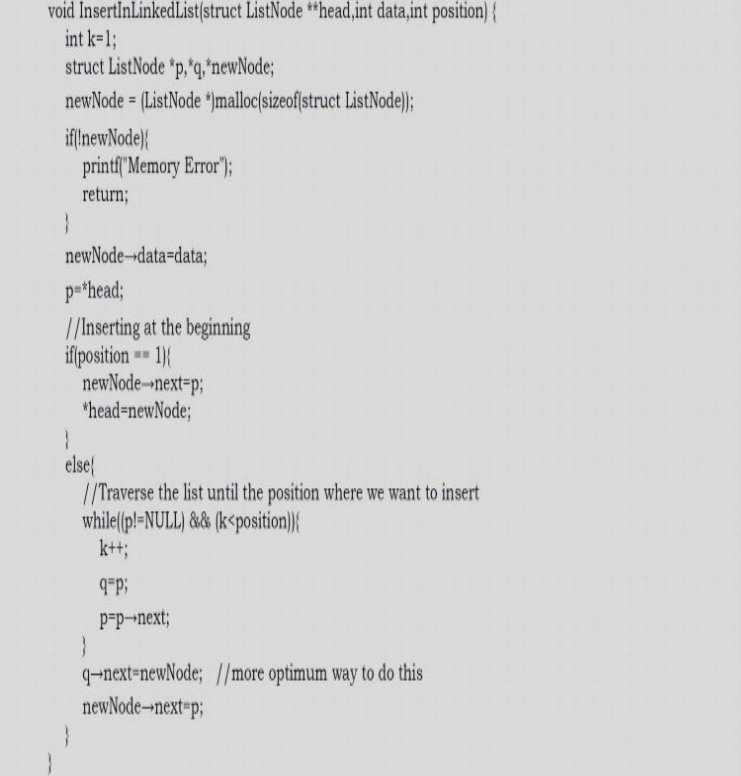 void InsertInLinkedList(struct ListNode **head,int data,int position) {
int k=1;
struct ListNode *p,*q,*newNode;
newNode = (ListNode *)malloc(sizeof(struct ListNode));
if(!newNode){
printf("Memory Error");
return;
}
newNode→data=data;
p=*head;
//Inserting at the beginning
if(position == 1){
newNode→next=p;
*head=newNode;
}
else{
//Traverse the list until the position where we want to insert
while((p!=NULL) && (k<position)){
k++;
q=p;
p=p→next;
}
q→next=newNode; //more optimum way to do this
newNode→next=p;
}
}